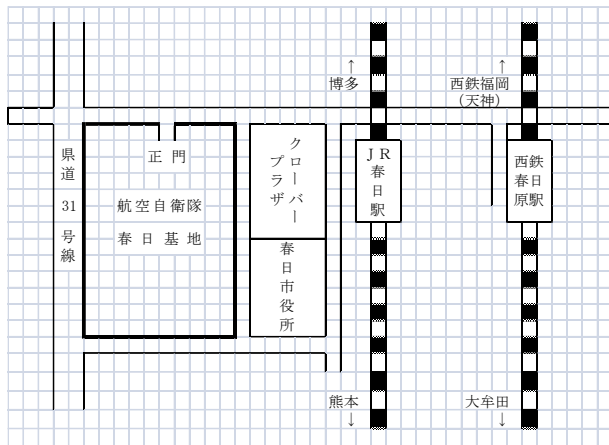 ↑
博多
↑
西鉄福岡
（天神）
県道
31
号線
正門
航空自衛隊
春日基地
クローバー
プラザ
春日市役所
ＪＲ
春日駅
西鉄
春日
原駅
熊本
↓
大牟田
↓